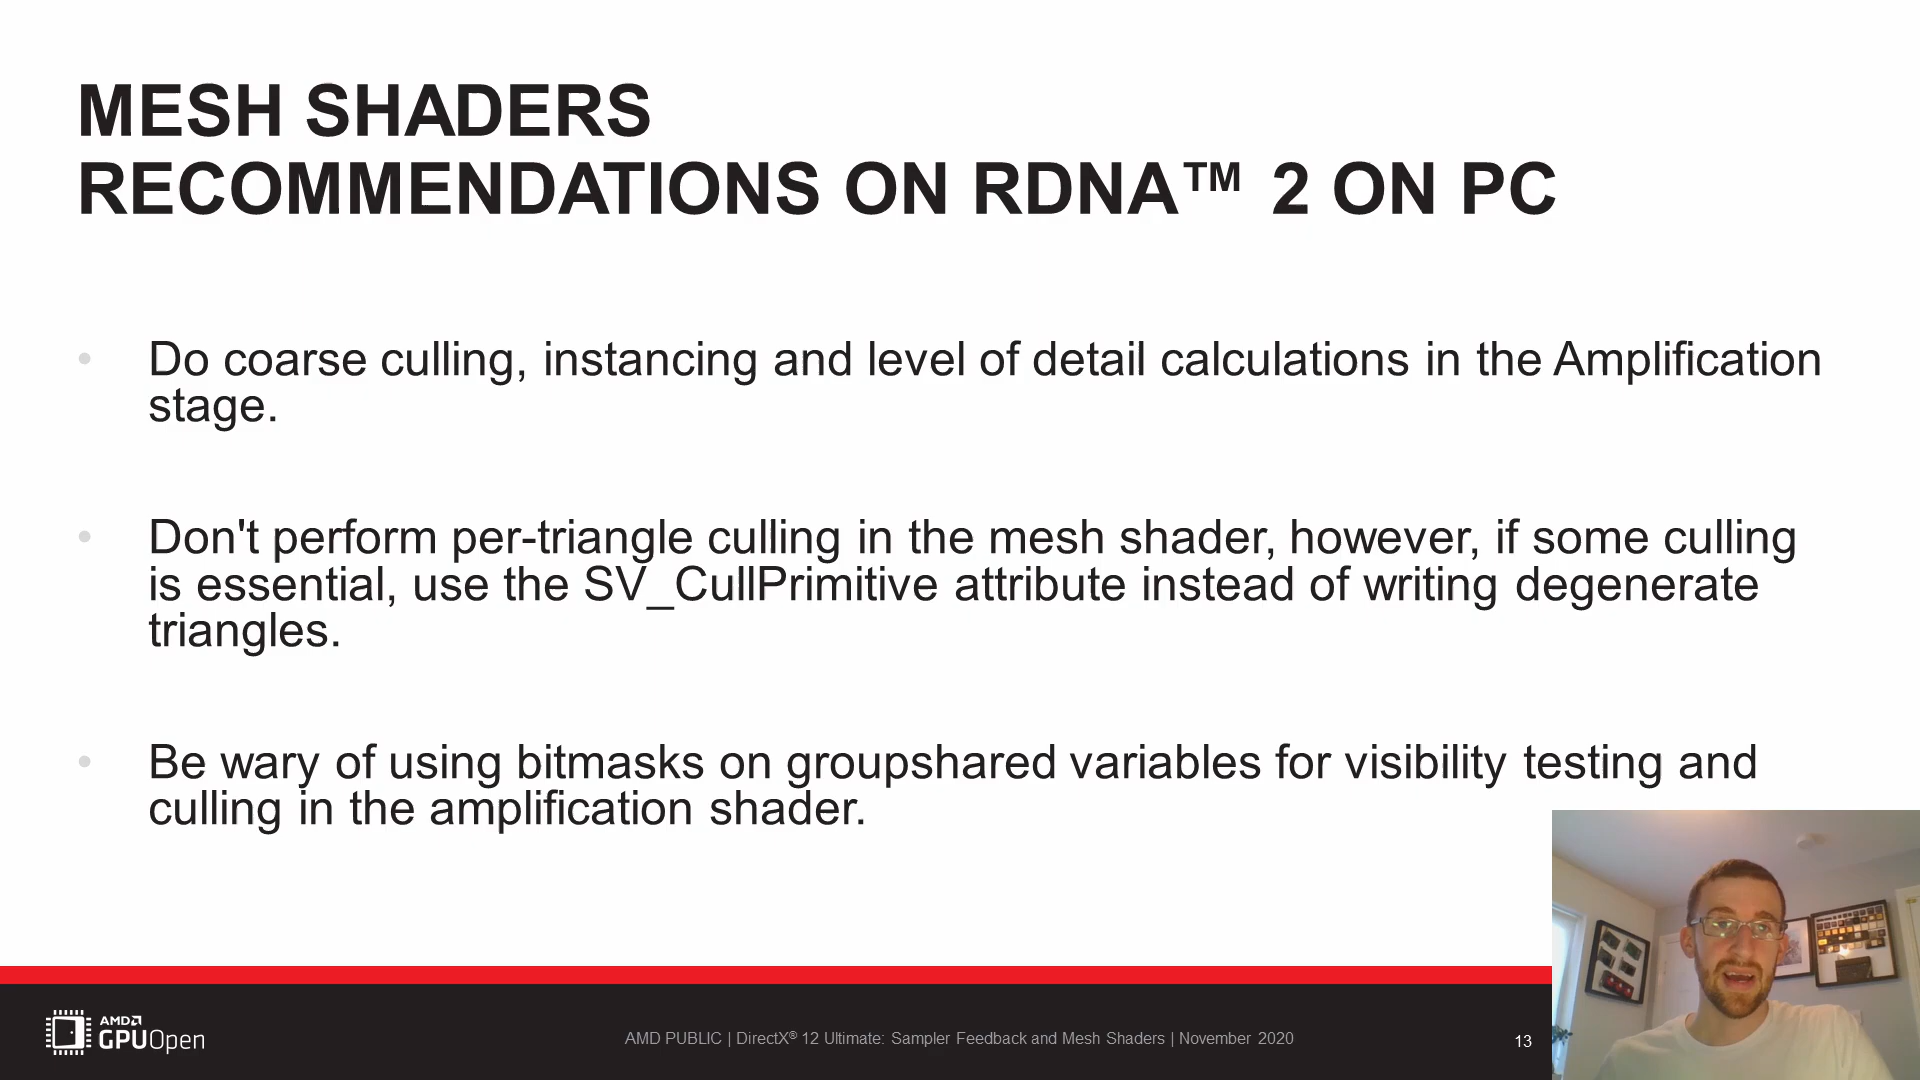 MESH SHADERS
RECOMMENDATIONS ON RDNA™ 2 ON PC
• Do coarse culling, instancing and level of detail calculations in the Amplification
stage.
• Don't perform per-triangle culling in the mesh shader, however, if some culling
is essential, use the SV_CullPrimitive attribute instead of writing degenerate
triangles.
• Be wary of using bitmasks on groupshared variables for visibility testing and
culling in the amplification shader.
AMD
GPUOpen
AMD PUBLIC | DirectX® 12 Ultimate: Sampler Feedback and Mesh Shaders | November 2020
13